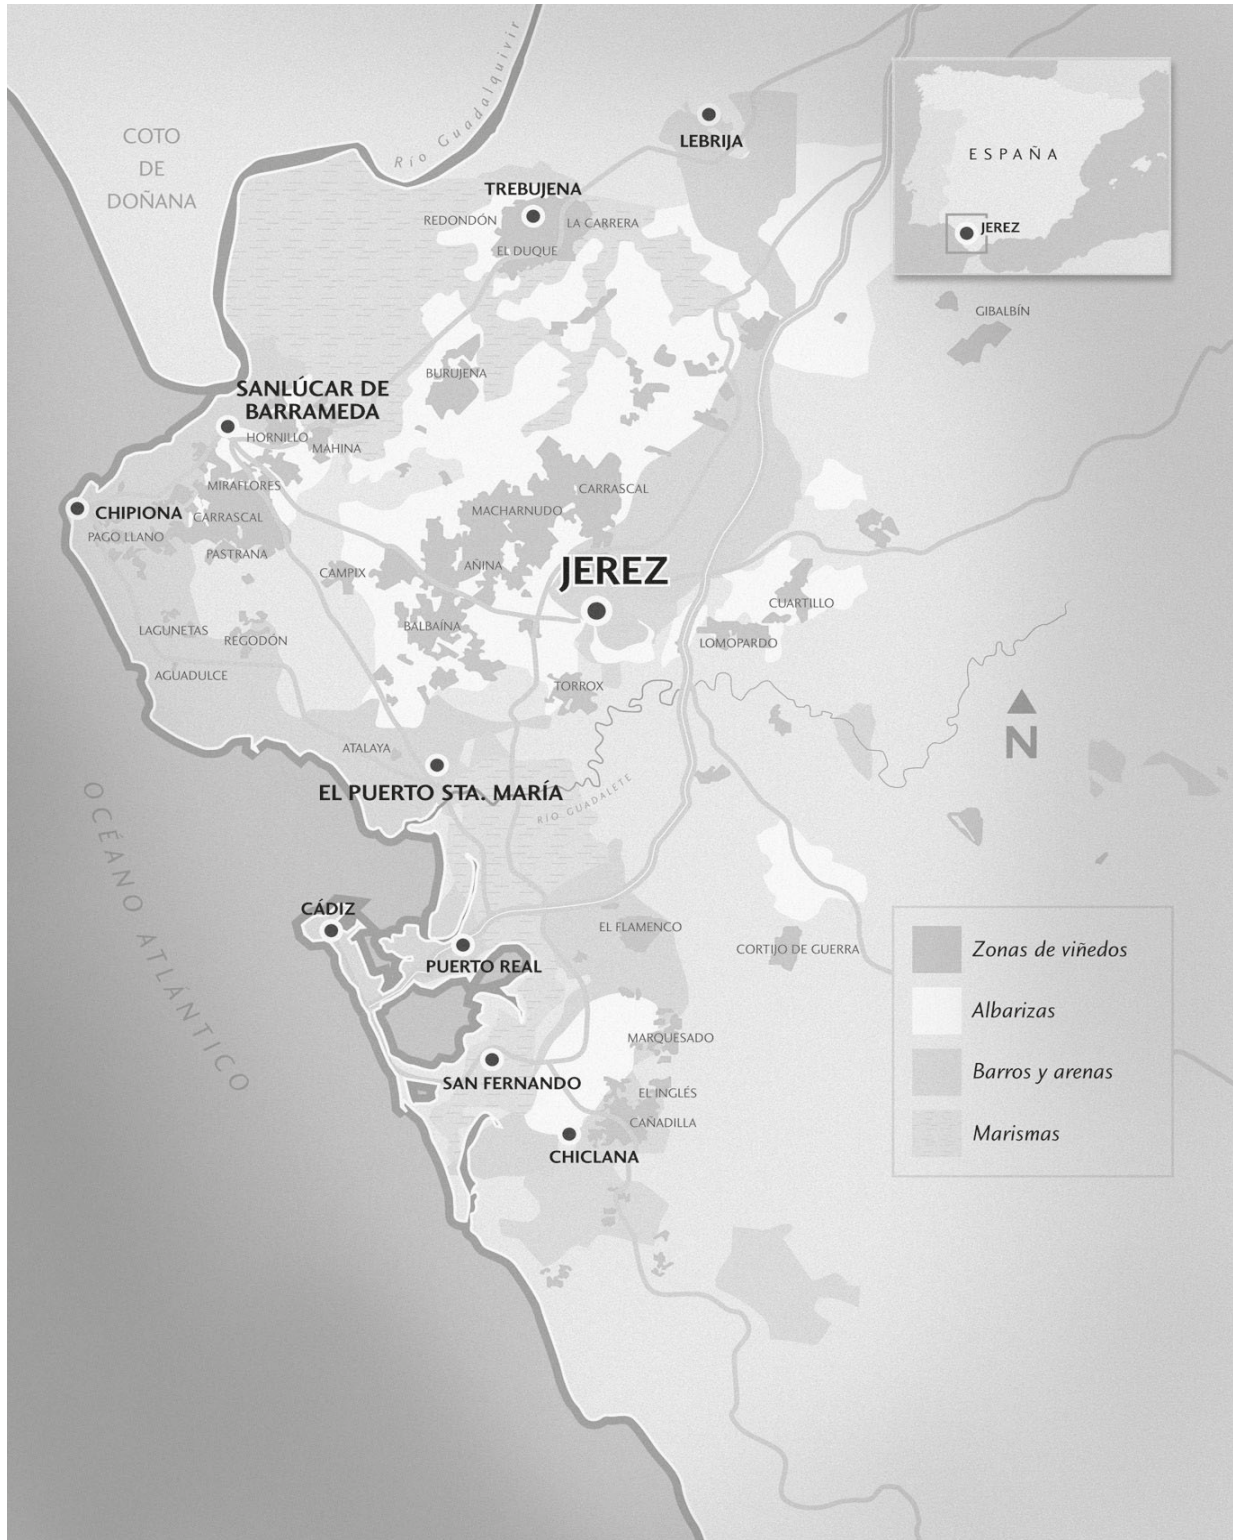 Río Guadalquivir
COTO
DE
DOÑANA
LEBRIJA
ESPAÑA
JEREZ
TREBUJENA
REDONDÓN
LA CARRERA
EL DUQUE
GIBALBÍN
BURUJENA
SANLÚCAR DE
BARRAMEDA
HORNILLO
MAHINA
MIRAFLORES
CARRASCAL
MACHARNUDO
CHIPIONA
CARRASCAL
PAGO LLANO
PASTRANA
CAMPIX
AÑINA
JEREZ
CUARTILLO
BALBAÍNA
LAGUNETAS
REGODÓN
LOMOPARDO
AGUADULCE
TORROX
N
ATALAYA
EL PUERTO STA. MARÍA
RÍO GUADALETE
OCÉANO ATLÁNTICO
CÁDIZ
EL FLAMENCO
CORTIJO DE GUERRA
PUERTO REAL
Zonas de viñedos
Albarizas
Barros y arenas
Marismas
MARQUESADO
SAN FERNANDO
EL INGLÉS
CAÑADILLA
CHICLANA